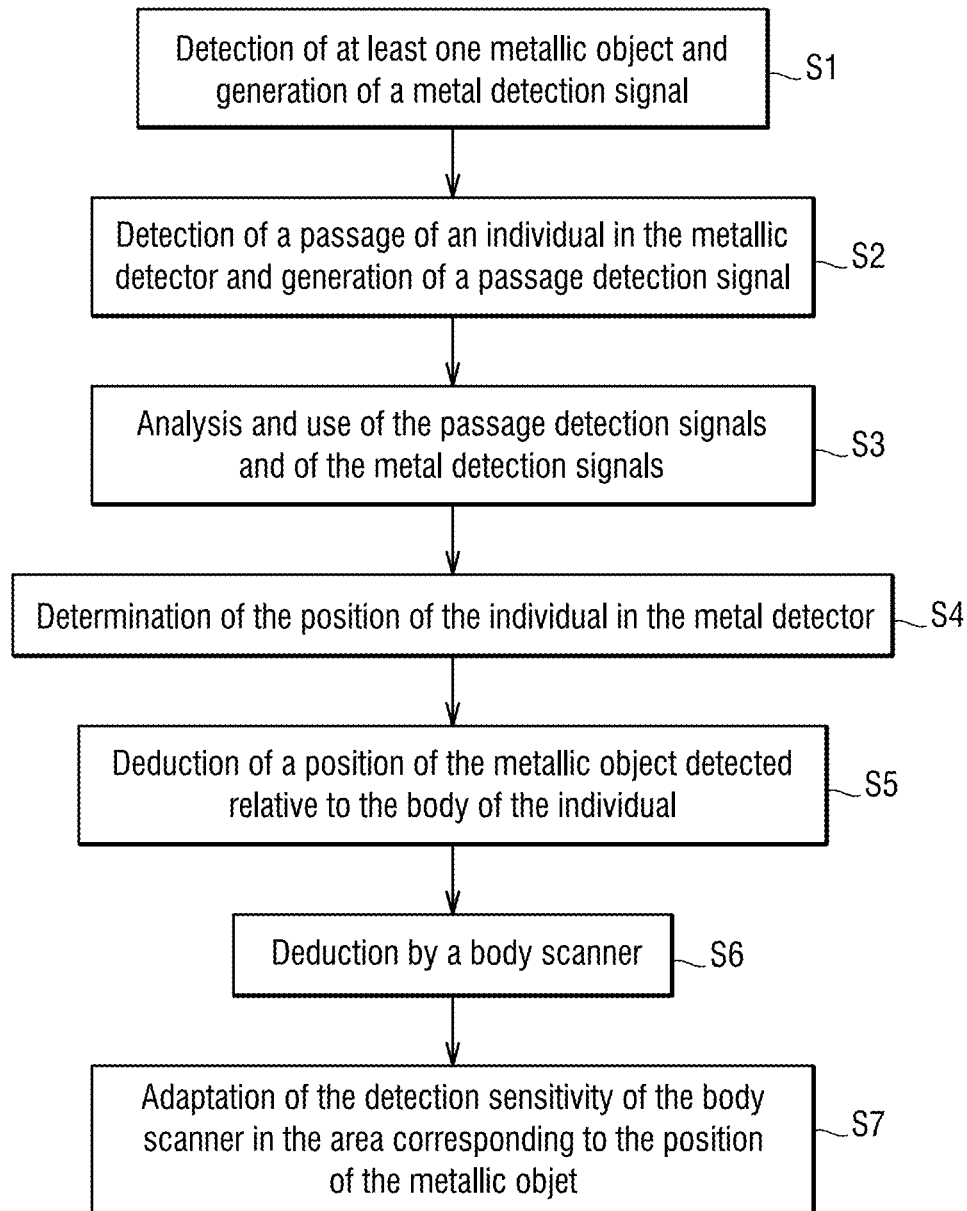 Detection of at least one metallic object and
generation of a metal detection signal
S1
Detection of a passage of an individual in the metallic
detector and generation of a passage detection signal
S2
Analysis and use of the passage detection signals
and of the metal detection signals
S3
Determination of the position of the individual in the metal detector
S4
Deduction of a position of the metallic object detected
relative to the body of the individual
S5
Deduction by a body scanner
S6
Adaptation of the detection sensitivity of the body
scanner in the area corresponding to the position
of the metallic objet
S7